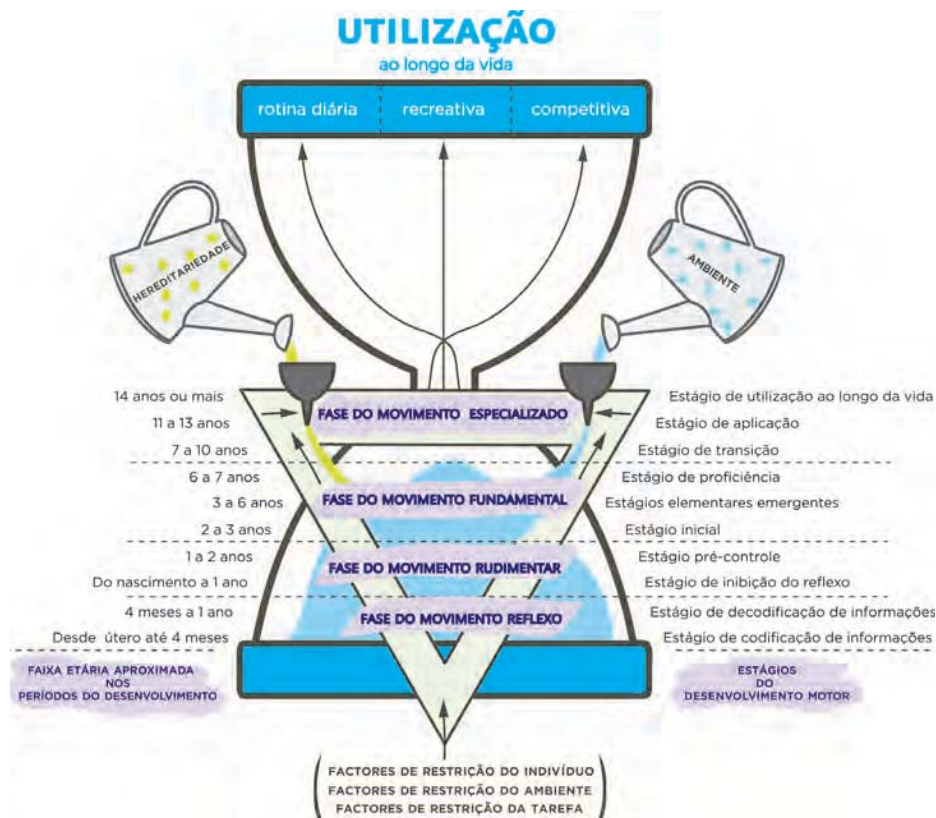 UTILIZAÇÃO
ao longo da vida
rotina diária
recreativa
competitiva
HEREDITARIEDADE
AMBIENTE
14 anos ou mais
FASE DO MOVIMENTO ESPECIALIZADO
Estágio de utilização ao longo da vida
11 a 13 anos
Estágio de aplicação
7 a 10 anos
Estágio de transição
6 a 7 anos
Estágio de proficiência
3 a 6 anos
FASE DO MOVIMENTO FUNDAMENTAL
Estágios elementares emergentes
2 a 3 anos
Estágio inicial
1 a 2 anos
FASE DO MOVIMENTO RUDIMENTAR
Estágio pré-controle
Do nascimento a 1 ano
Estágio de inibição do reflexo
4 meses a 1 ano
FASE DO MOVIMENTO REFLEXO
Estágio de decodificação de informações
Desde útero até 4 meses
Estágio de codificação de informações
FAIXA ETÁRIA APROXIMADA
NOS
PERÍODOS DO DESENVOLVIMENTO
ESTÁGIOS
DO
DESENVOLVIMENTO MOTOR
FACTORES DE RESTRIÇÃO DO INDIVÍDUO
FACTORES DE RESTRIÇÃO DO AMBIENTE
FACTORES DE RESTRIÇÃO DA TAREFA